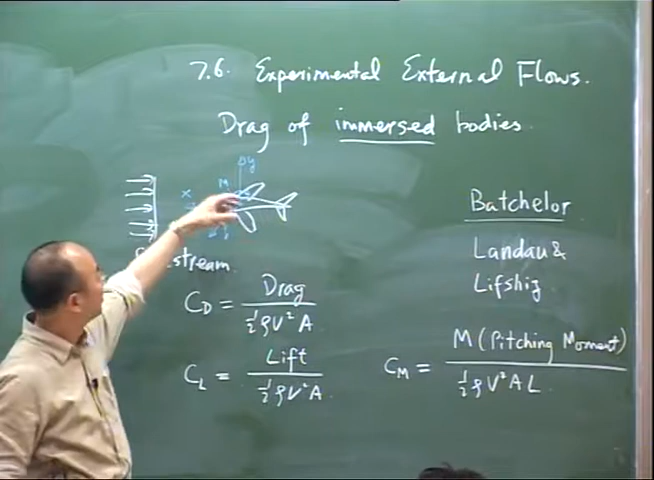 7.6. Experimental External Flows.
Drag of immersed bodies.
y
M
x
stream
Batchelor
Landau &
Lifshiz
C_D = Drag / ½ρV²A
C_L = Lift / ½ρV²A
C_M = M (Pitching Moment) / ½ρV²AL